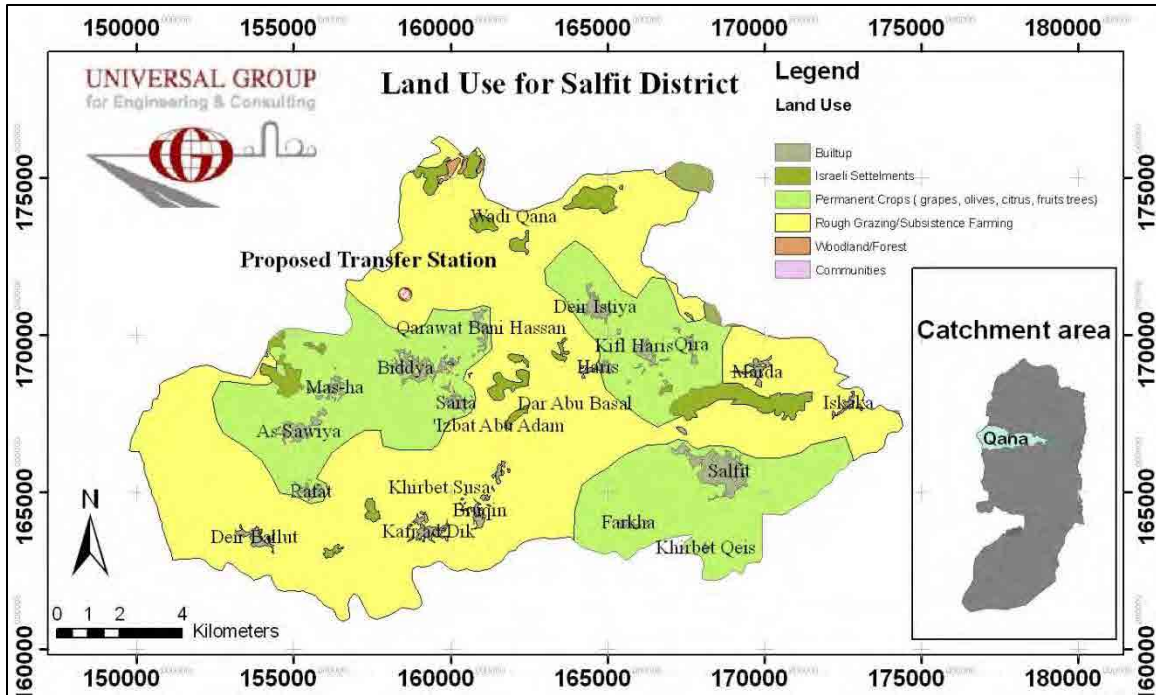 150000 155000 160000 165000 170000 175000 180000
UNIVERSAL GROUP
for Engineering & Consulting
Land Use for Salfit District
Legend
Land Use
Builtup
Israeli Settelments
Permanent Crops ( grapes, olives, citrus, fruits trees)
Rough Grazing/Subsistence Farming
Woodland/Forest
Communities
175000
175000
Wadi Qana
Proposed Transfer Station
Deir Istiya
Qarawat Bani Hassan
170000
170000
Kifl Haris
Qira
Biddya
Haris
Marda
Mas-ha
Sarta
Dar Abu Basal
Iskaka
'Izbat Abu Adam
As Sawiya
Salfit
Khirbet Susa
Rafat
165000
165000
Bruqin
Farkha
Kafr ad Dik
Deir Ballut
Khirbet Qeis
Catchment area
Qana
N
0 1 2 4
Kilometers
160000
160000
150000 155000 160000 165000 170000 175000 180000